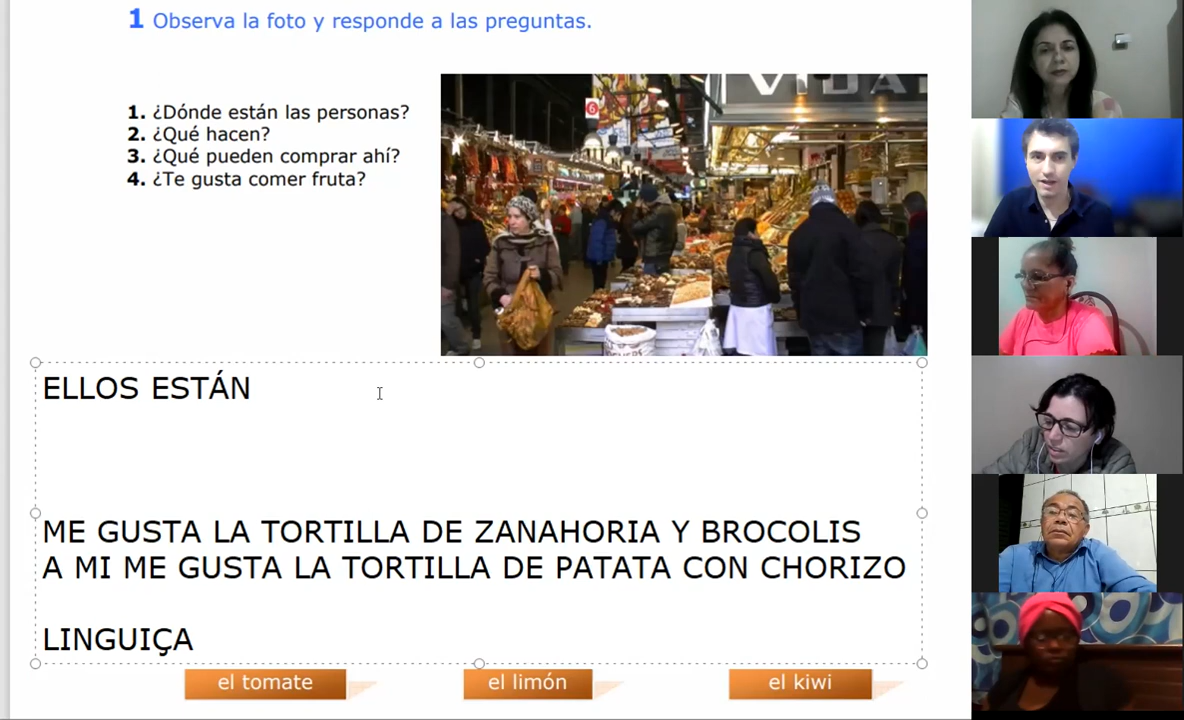 1 Observa la foto y responde a las preguntas.
1. ¿Dónde están las personas?
2. ¿Qué hacen?
3. ¿Qué pueden comprar ahí?
4. ¿Te gusta comer fruta?
VIDA
6
ELLOS ESTÁN
ME GUSTA LA TORTILLA DE ZANAHORIA Y BROCOLIS
A MI ME GUSTA LA TORTILLA DE PATATA CON CHORIZO
LINGUIÇA
el tomate
el limón
el kiwi